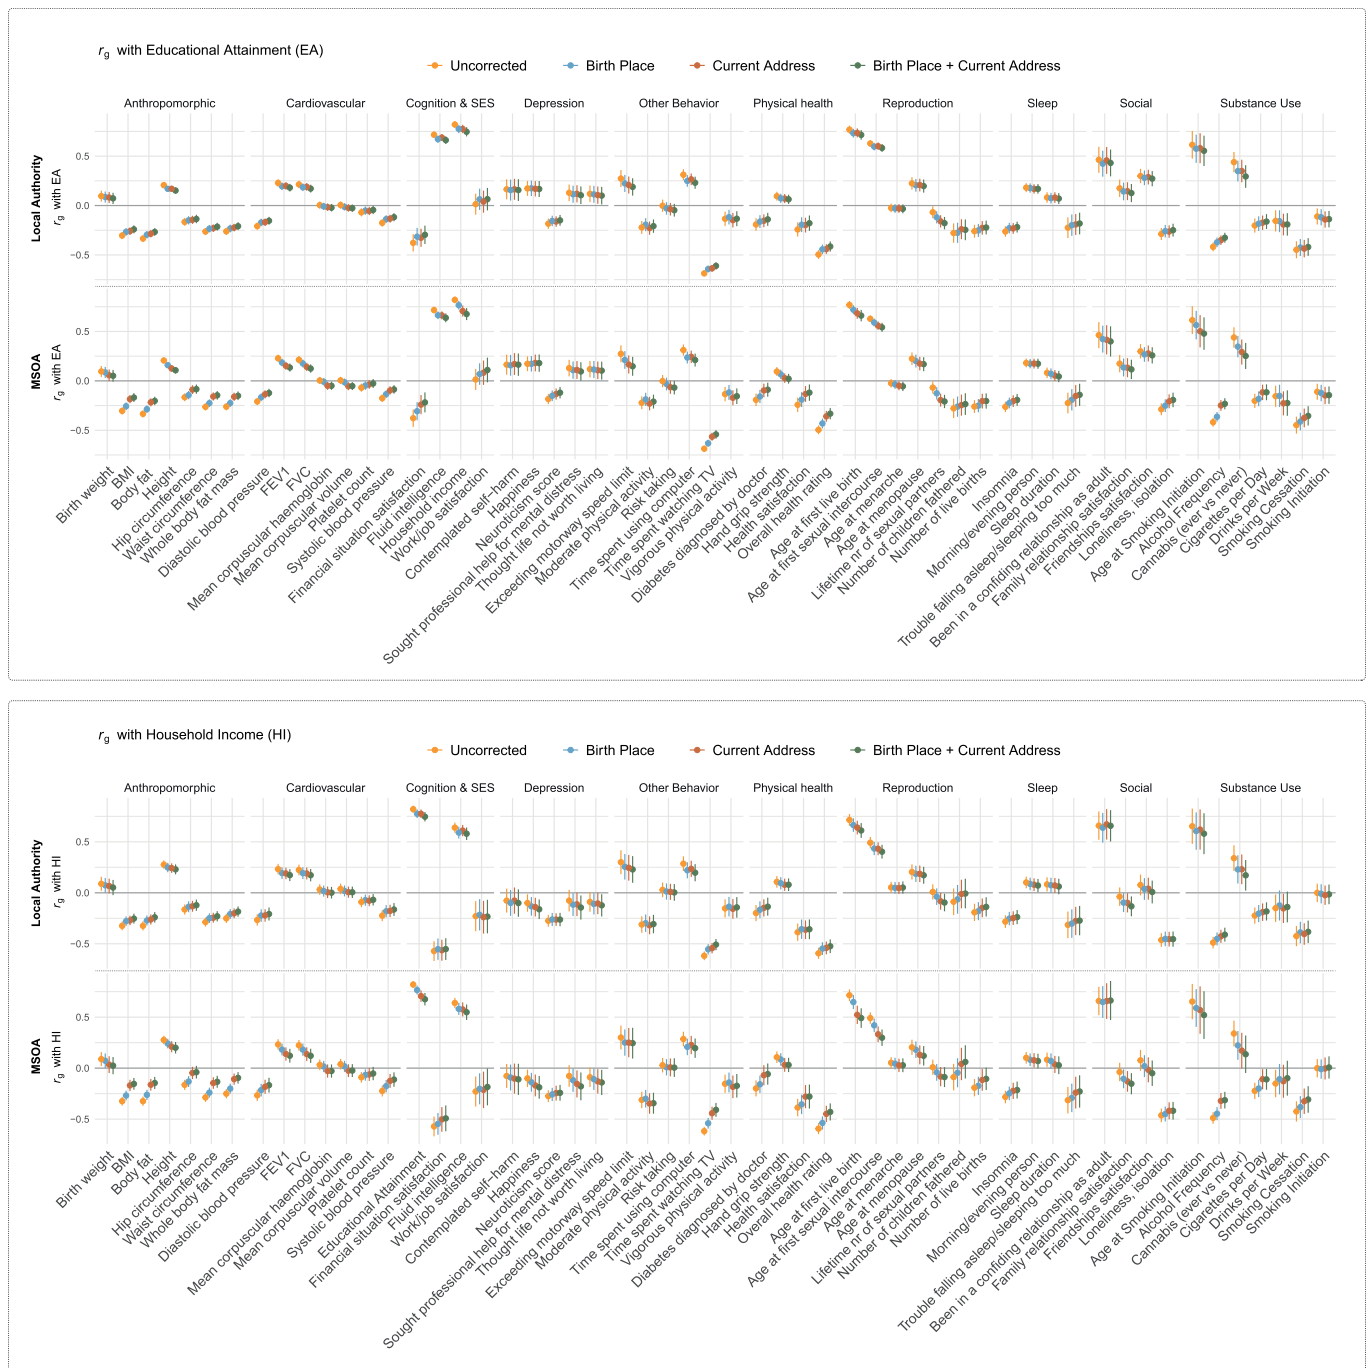 rg with Educational Attainment (EA)
Uncorrected Birth Place Current Address Birth Place + Current Address
Anthropomorphic Cardiovascular Cognition & SES Depression Other Behavior Physical health Reproduction Sleep Social Substance Use
Local Authority
rg with EA
0.5
0.0
−0.5
MSOA
rg with EA
0.5
0.0
−0.5
Birth weight
BMI
Body fat
Height
Hip circumference
Waist circumference
Whole body fat mass
Diastolic blood pressure
FEV1
FVC
Mean corpuscular haemoglobin
Mean corpuscular volume
Platelet count
Systolic blood pressure
Financial situation satisfaction
Fluid intelligence
Household income
Work/job satisfaction
Contemplated self−harm
Happiness
Neuroticism score
Sought professional help for mental distress
Thought life not worth living
Exceeding motorway speed limit
Moderate physical activity
Risk taking
Time spent using computer
Time spent watching TV
Vigorous physical activity
Diabetes diagnosed by doctor
Hand grip strength
Health satisfaction
Overall health rating
Age at first live birth
Age at first sexual intercourse
Age at menarche
Age at menopause
Lifetime nr of sexual partners
Number of children fathered
Number of live births
Insomnia
Morning/evening person
Sleep duration
Trouble falling asleep/sleeping too much
Been in a confiding relationship as adult
Family relationship satisfaction
Friendships satisfaction
Loneliness, isolation
Age at Smoking Initiation
Alcohol Frequency
Cannabis (ever vs never)
Cigarettes per Day
Drinks per Week
Smoking Cessation
Smoking Initiation
rg with Household Income (HI)
Uncorrected Birth Place Current Address Birth Place + Current Address
Anthropomorphic Cardiovascular Cognition & SES Depression Other Behavior Physical health Reproduction Sleep Social Substance Use
Local Authority
rg with HI
0.5
0.0
−0.5
MSOA
rg with HI
0.5
0.0
−0.5
Birth weight
BMI
Body fat
Height
Hip circumference
Waist circumference
Whole body fat mass
Diastolic blood pressure
FEV1
FVC
Mean corpuscular haemoglobin
Mean corpuscular volume
Platelet count
Systolic blood pressure
Educational Attainment
Financial situation satisfaction
Fluid intelligence
Work/job satisfaction
Contemplated self−harm
Happiness
Neuroticism score
Sought professional help for mental distress
Thought life not worth living
Exceeding motorway speed limit
Moderate physical activity
Risk taking
Time spent using computer
Time spent watching TV
Vigorous physical activity
Diabetes diagnosed by doctor
Hand grip strength
Health satisfaction
Overall health rating
Age at first live birth
Age at first sexual intercourse
Age at menarche
Age at menopause
Lifetime nr of sexual partners
Number of children fathered
Number of live births
Insomnia
Morning/evening person
Sleep duration
Trouble falling asleep/sleeping too much
Been in a confiding relationship as adult
Family relationship satisfaction
Friendships satisfaction
Loneliness, isolation
Age at Smoking Initiation
Alcohol Frequency
Cannabis (ever vs never)
Cigarettes per Day
Drinks per Week
Smoking Cessation
Smoking Initiation